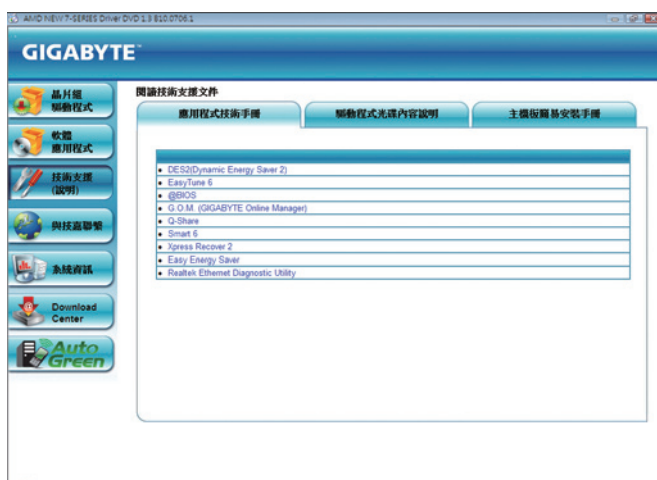 AMD NEW 7-SERIES Driver DVD 1.3 B10.0706.1
GIGABYTE™
晶片組
驅動程式
軟體
應用程式
技術支援
(說明)
與技嘉聯繫
系統資訊
Download
Center
Auto
Green
閱讀技術支援文件
應用程式技術手冊
驅動程式光碟內容說明
主機板簡易安裝手冊
• DES2(Dynamic Energy Saver 2)
• EasyTune 6
• @BIOS
• G.O.M. (GIGABYTE Online Manager)
• Q-Share
• Smart 6
• Xpress Recover 2
• Easy Energy Saver
• Realtek Ethernet Diagnostic Utility